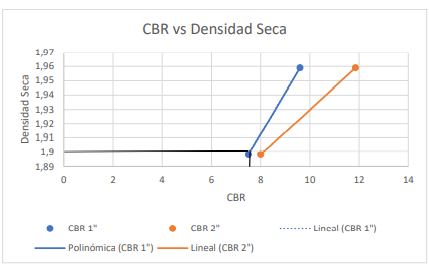 CBR vs Densidad Seca
Densidad Seca
1,97
1,96
1,95
1,94
1,93
1,92
1,91
1,9
1,89
0 2 4 6 8 10 12 14
CBR
CBR 1" CBR 2" Lineal (CBR 1")
Polinómica (CBR 1") Lineal (CBR 2")